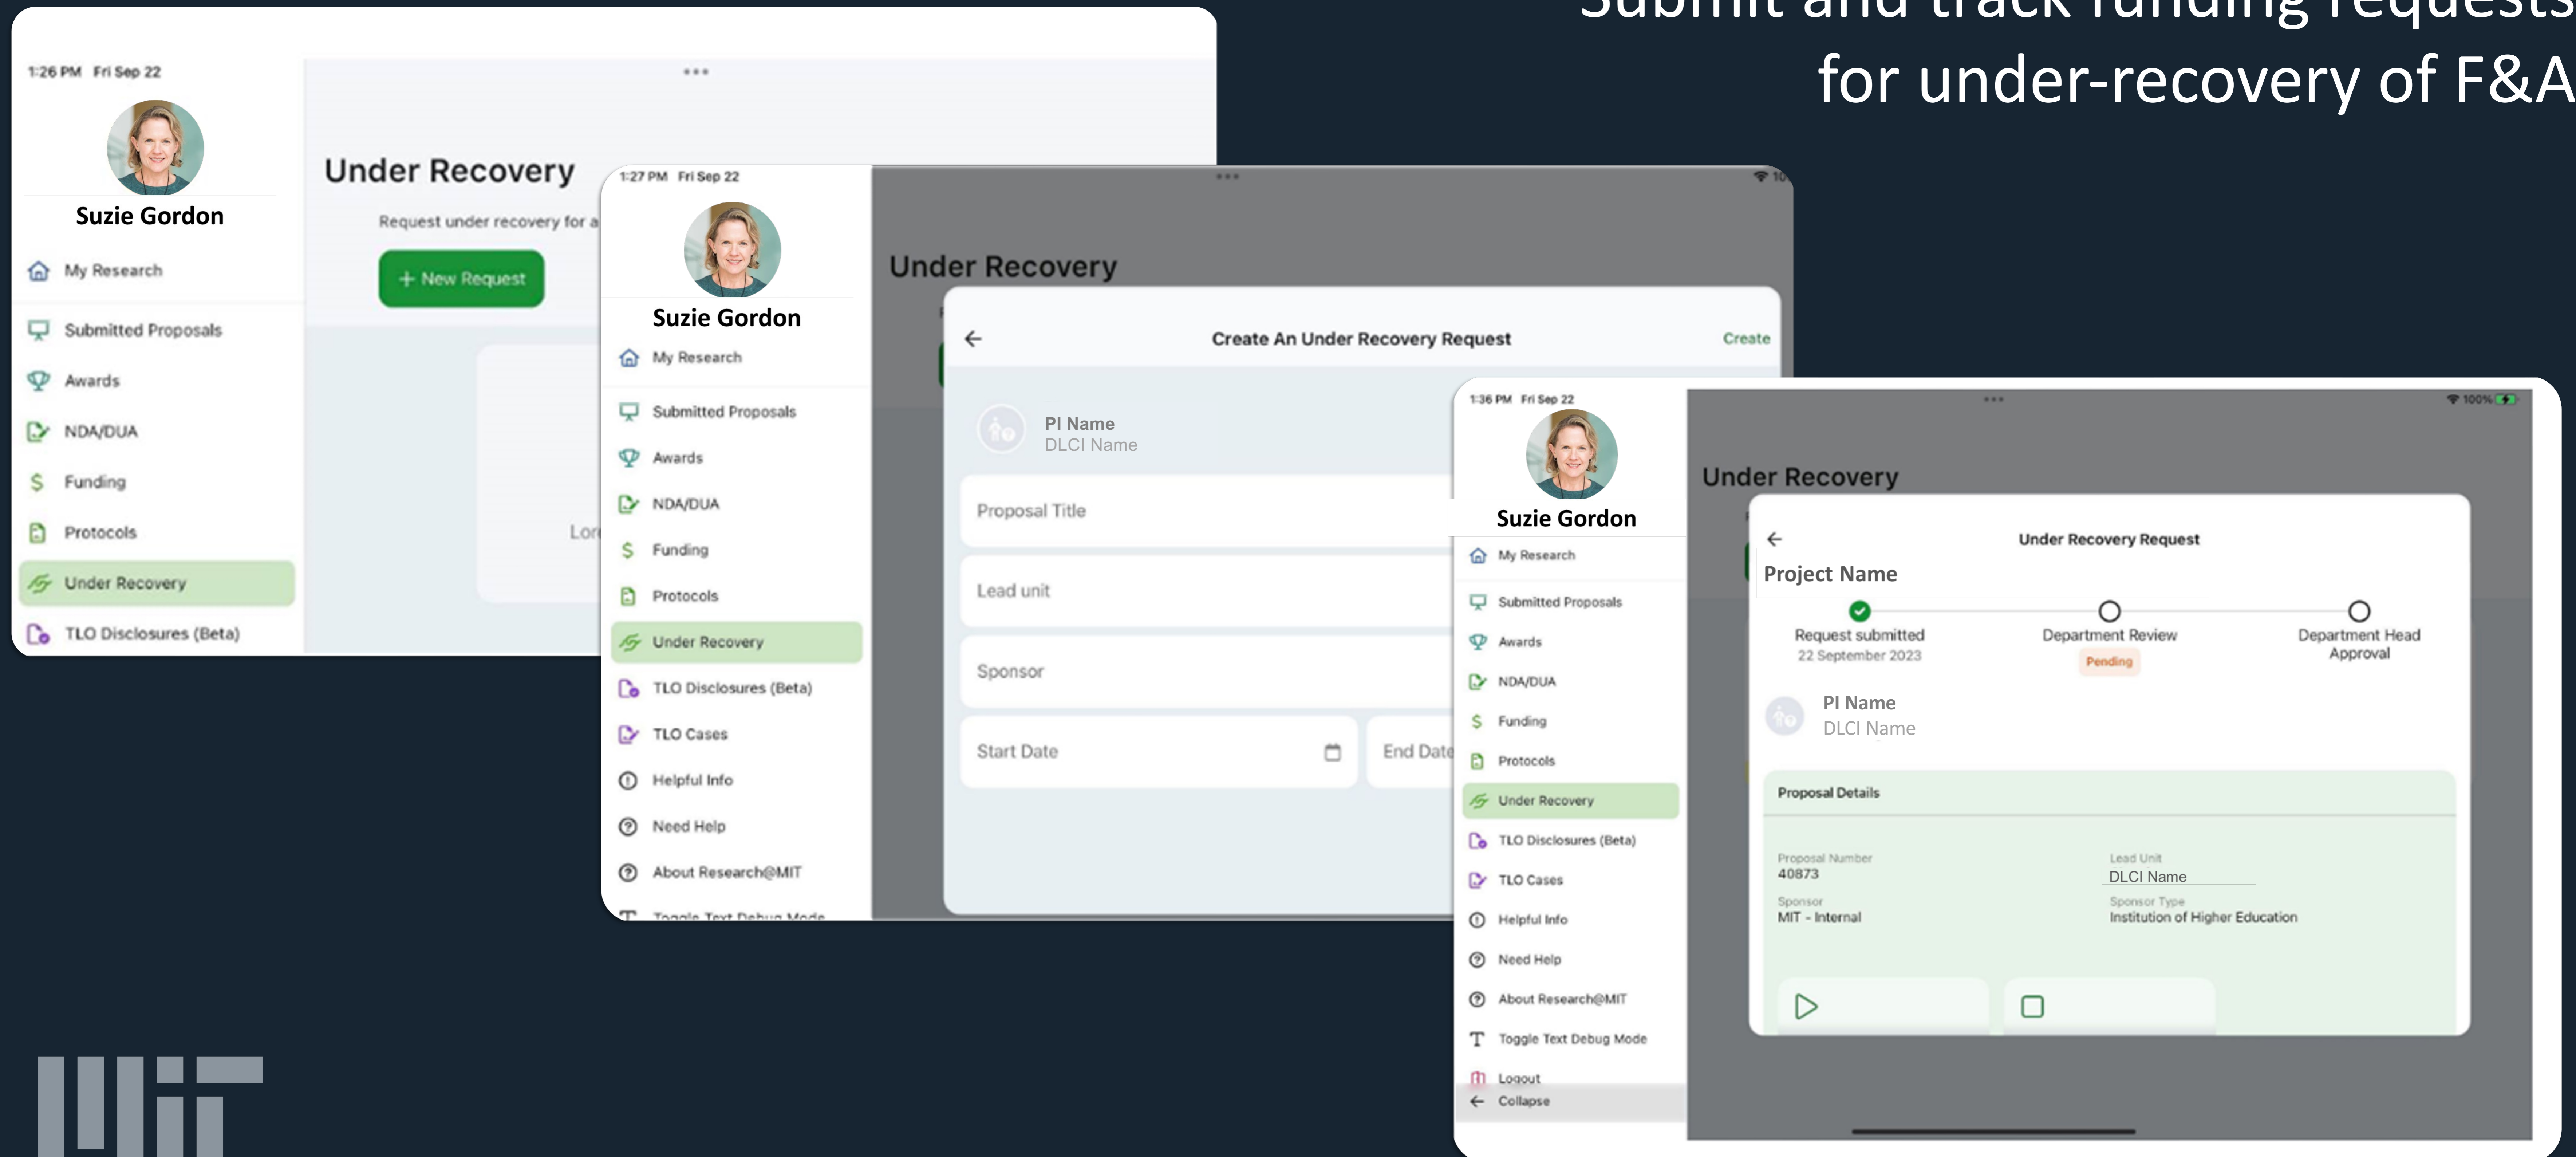 Submit and track funding requests
for under-recovery of F&A
1:26 PM Fri Sep 22
Suzie Gordon
My Research
Submitted Proposals
Awards
NDA/DUA
Funding
Protocols
Under Recovery
TLO Disclosures (Beta)
Under Recovery
Request under recovery for a
+ New Request
1:27 PM Fri Sep 22
Suzie Gordon
My Research
Submitted Proposals
Awards
NDA/DUA
Funding
Protocols
Under Recovery
TLO Disclosures (Beta)
TLO Cases
Helpful Info
Need Help
About Research@MIT
Toggle Text Debug Mode
Under Recovery
Create An Under Recovery Request
Create
PI Name
DLCI Name
Proposal Title
Lead unit
Sponsor
Start Date
End Date
1:36 PM Fri Sep 22
100%
Suzie Gordon
My Research
Submitted Proposals
Awards
NDA/DUA
Funding
Protocols
Under Recovery
TLO Disclosures (Beta)
TLO Cases
Helpful Info
Need Help
About Research@MIT
Toggle Text Debug Mode
Logout
Collapse
Under Recovery
Under Recovery Request
Project Name
Request submitted
22 September 2023
Department Review
Pending
Department Head
Approval
PI Name
DLCI Name
Proposal Details
Proposal Number
40873
Lead Unit
DLCI Name
Sponsor
MIT - Internal
Sponsor Type
Institution of Higher Education
MIT